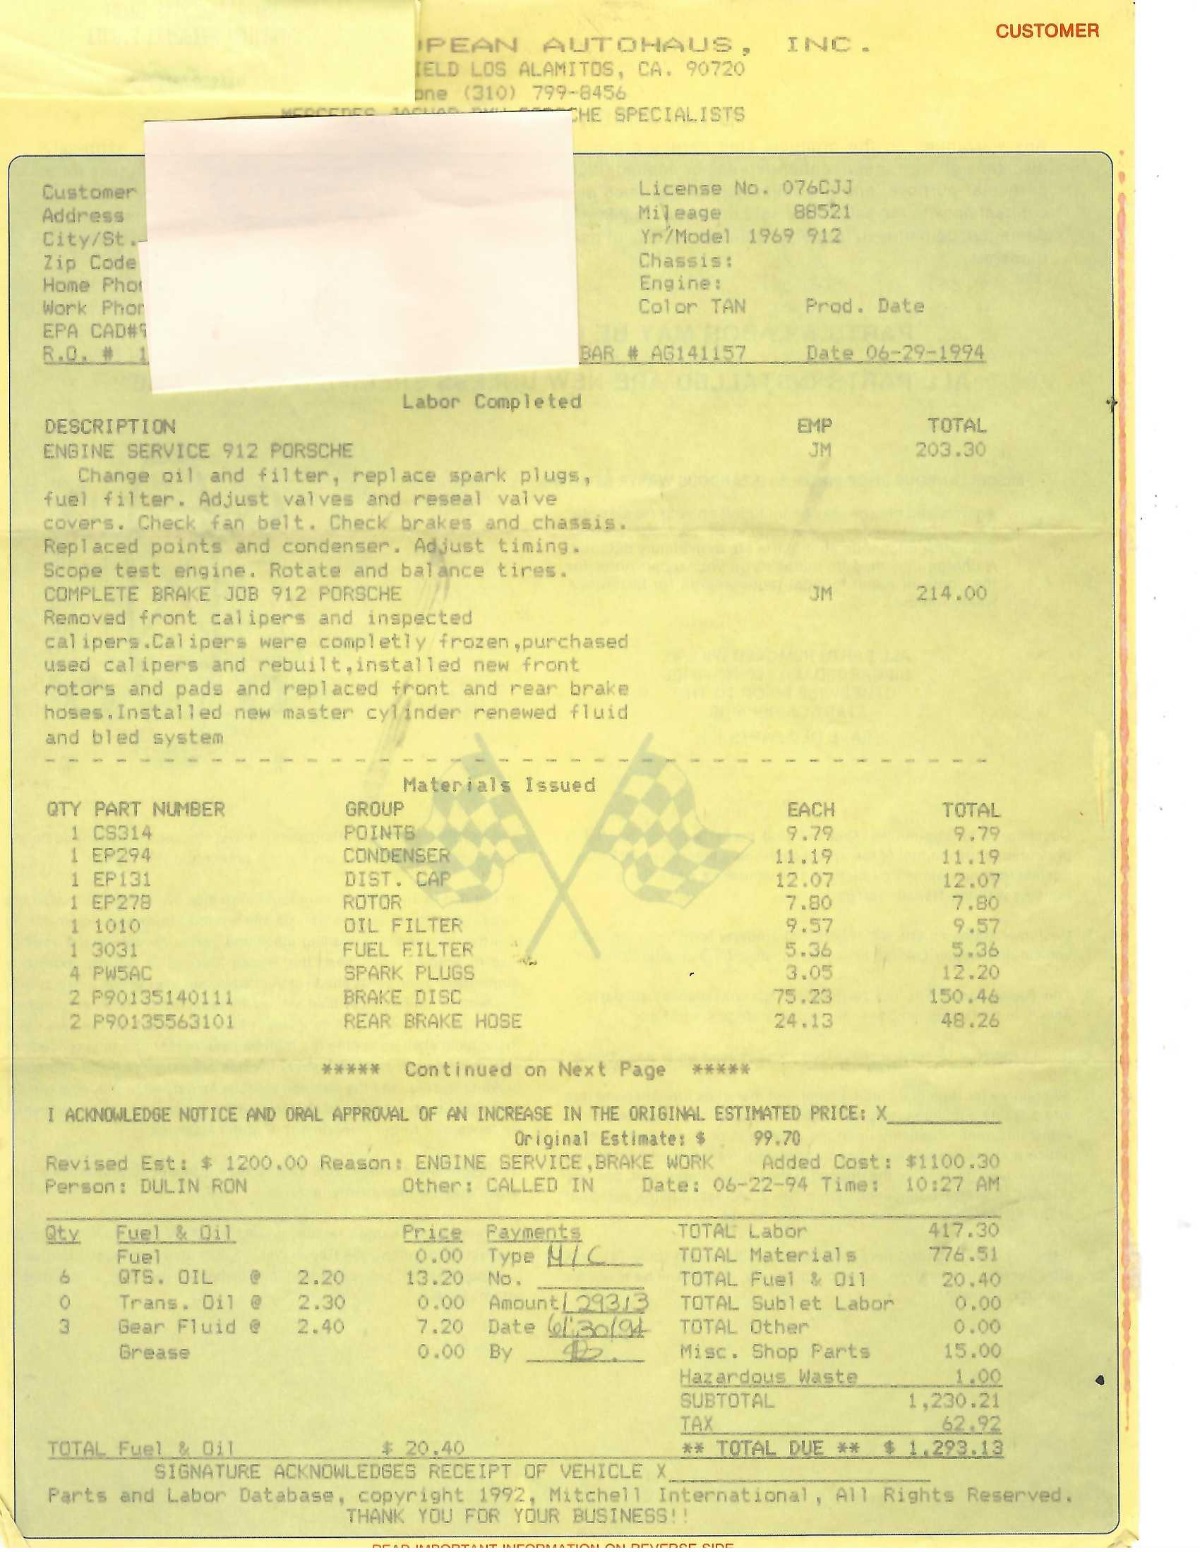 CUSTOMER
PEAN AUTOHAUS, INC.
IELD LOS ALAMITOS, CA. 90720
one (310) 799-8456
MERCEDES JAGUAR BMW PORSCHE SPECIALISTS
Customer License No. 076CJJ
Address Mileage 88521
City/St. Yr/Model 1969 912
Zip Code Chassis:
Home Pho Engine:
Work Phor Color TAN Prod. Date
EPA CAD#
R.O. # 1 BAR # AG141157 Date 06-29-1994
Labor Completed
DESCRIPTION EMP TOTAL
ENGINE SERVICE 912 PORSCHE JM 203.30
Change oil and filter, replace spark plugs,
fuel filter. Adjust valves and reseal valve
covers. Check fan belt. Check brakes and chassis.
Replaced points and condenser. Adjust timing.
Scope test engine. Rotate and balance tires.
COMPLETE BRAKE JOB 912 PORSCHE JM 214.00
Removed front calipers and inspected
calipers.Calipers were completly frozen,purchased
used calipers and rebuilt,installed new front
rotors and pads and replaced front and rear brake
hoses.Installed new master cylinder renewed fluid
and bled system
Materials Issued
QTY PART NUMBER GROUP EACH TOTAL
1 CS314 POINTS 9.79 9.79
1 EP294 CONDENSER 11.19 11.19
1 EP131 DIST. CAP 12.07 12.07
1 EP278 ROTOR 7.80 7.80
1 1010 OIL FILTER 9.57 9.57
1 3031 FUEL FILTER 5.36 5.36
4 PW5AC SPARK PLUGS 3.05 12.20
2 P90135140111 BRAKE DISC 75.23 150.46
2 P90135563101 REAR BRAKE HOSE 24.13 48.26
***** Continued on Next Page *****
I ACKNOWLEDGE NOTICE AND ORAL APPROVAL OF AN INCREASE IN THE ORIGINAL ESTIMATED PRICE: X
Original Estimate: $ 99.70
Revised Est: $ 1200.00 Reason: ENGINE SERVICE,BRAKE WORK Added Cost: $1100.30
Person: DULIN RON Other: CALLED IN Date: 06-22-94 Time: 10:27 AM
Qty Fuel & Oil Price Payments TOTAL Labor 417.30
Fuel 0.00 Type M/C TOTAL Materials 776.51
6 QTS. OIL @ 2.20 13.20 No. TOTAL Fuel & Oil 20.40
0 Trans. Oil @ 2.30 0.00 Amount 129313 TOTAL Sublet Labor 0.00
3 Gear Fluid @ 2.40 7.20 Date 6/30/94 TOTAL Other 0.00
Grease 0.00 By Misc. Shop Parts 15.00
Hazardous Waste 1.00
SUBTOTAL 1,230.21
TAX 62.92
TOTAL Fuel & Oil $ 20.40 ** TOTAL DUE ** $ 1,293.13
SIGNATURE ACKNOWLEDGES RECEIPT OF VEHICLE X
Parts and Labor Database, copyright 1992, Mitchell International, All Rights Reserved.
THANK YOU FOR YOUR BUSINESS!!
READ IMPORTANT INFORMATION ON REVERSE SIDE